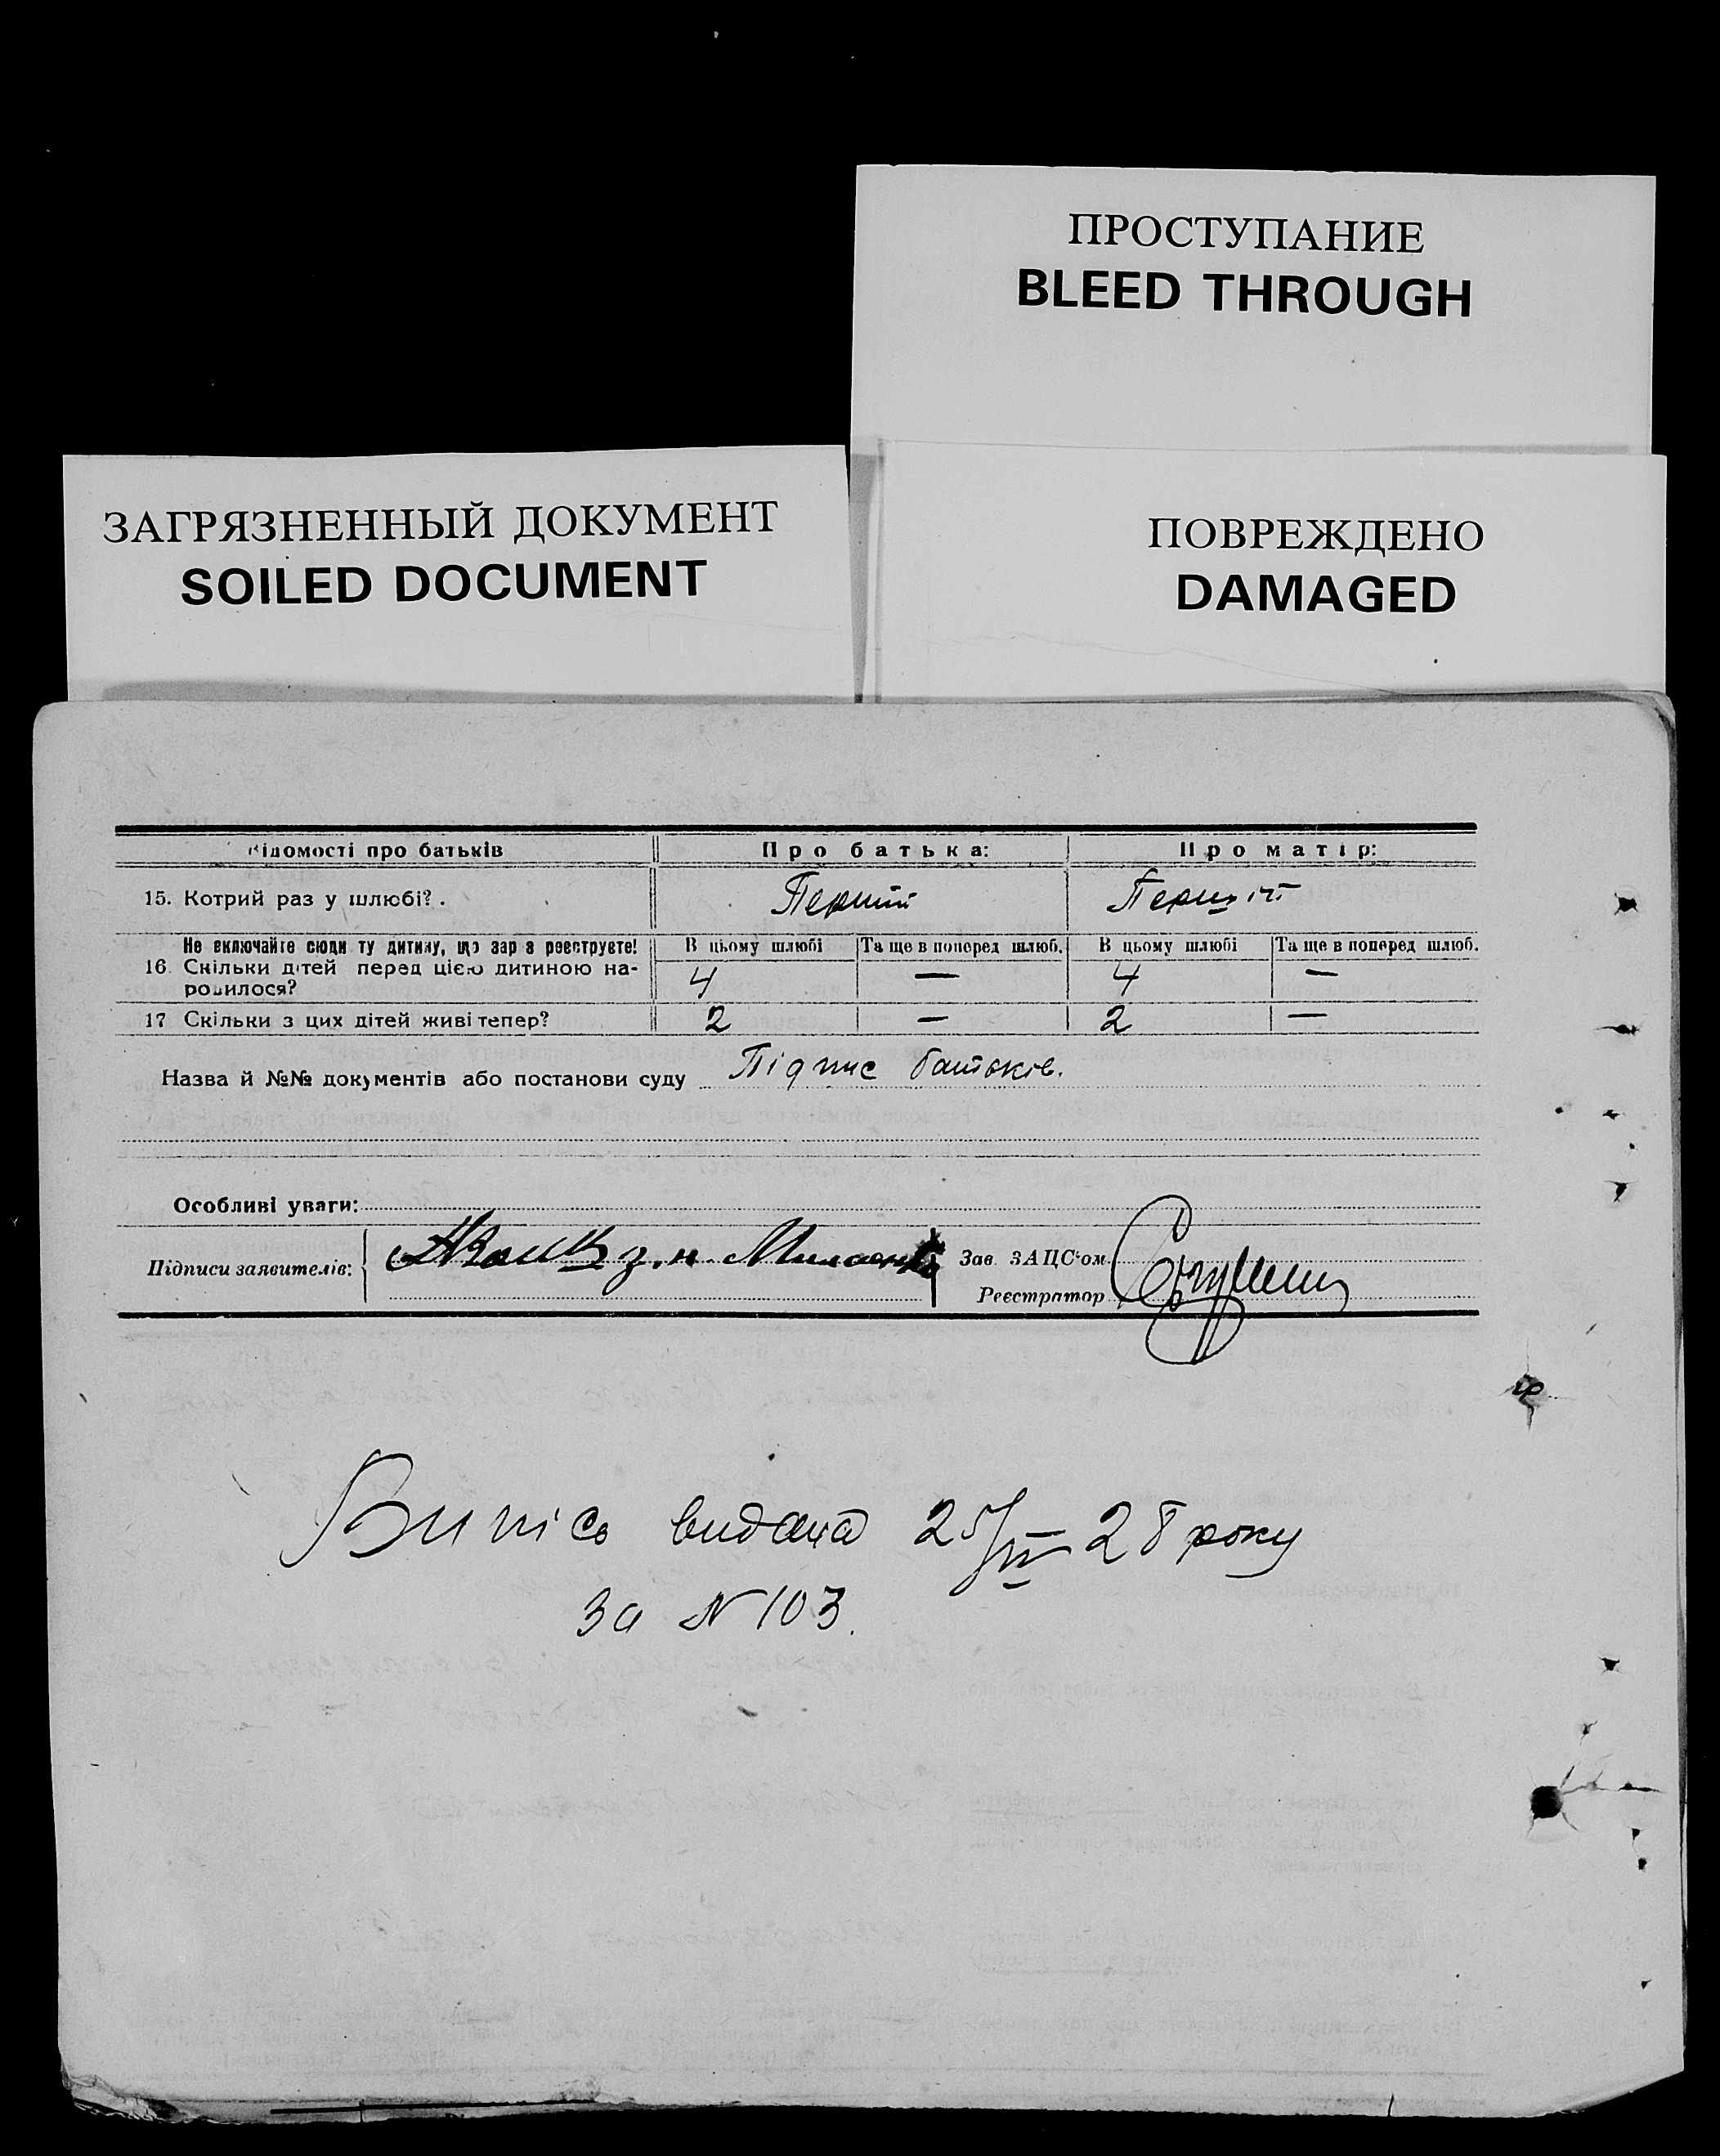 ПРОСТУПАНИЕ
BLEED THROUGH
ЗАГРЯЗНЕННЫЙ ДОКУМЕНТ
SOILED DOCUMENT
ПОВРЕЖДЕНО
DAMAGED
Відомості про батьків Про батька: Про матір:
15. Котрий раз у шлюбі?. Перший Перший
Не включайте сюди ту дитину, що зараз реєструєте! В цьому шлюбі Та ще в поперед шлюб. В цьому шлюбі Та ще в поперед шлюб.
16. Скільки дітей перед цією дитиною на-
родилося? 4 — 4 —
17 Скільки з цих дітей живі тепер? 2 — 2 —
Назва й №№ документів або постанови суду Підпис батьків.
Особливі уваги:
Підписи заявителів: Зав. ЗАЦС'ом
Реєстратор
Випісь видана 25/IV 28 року
за N 103.